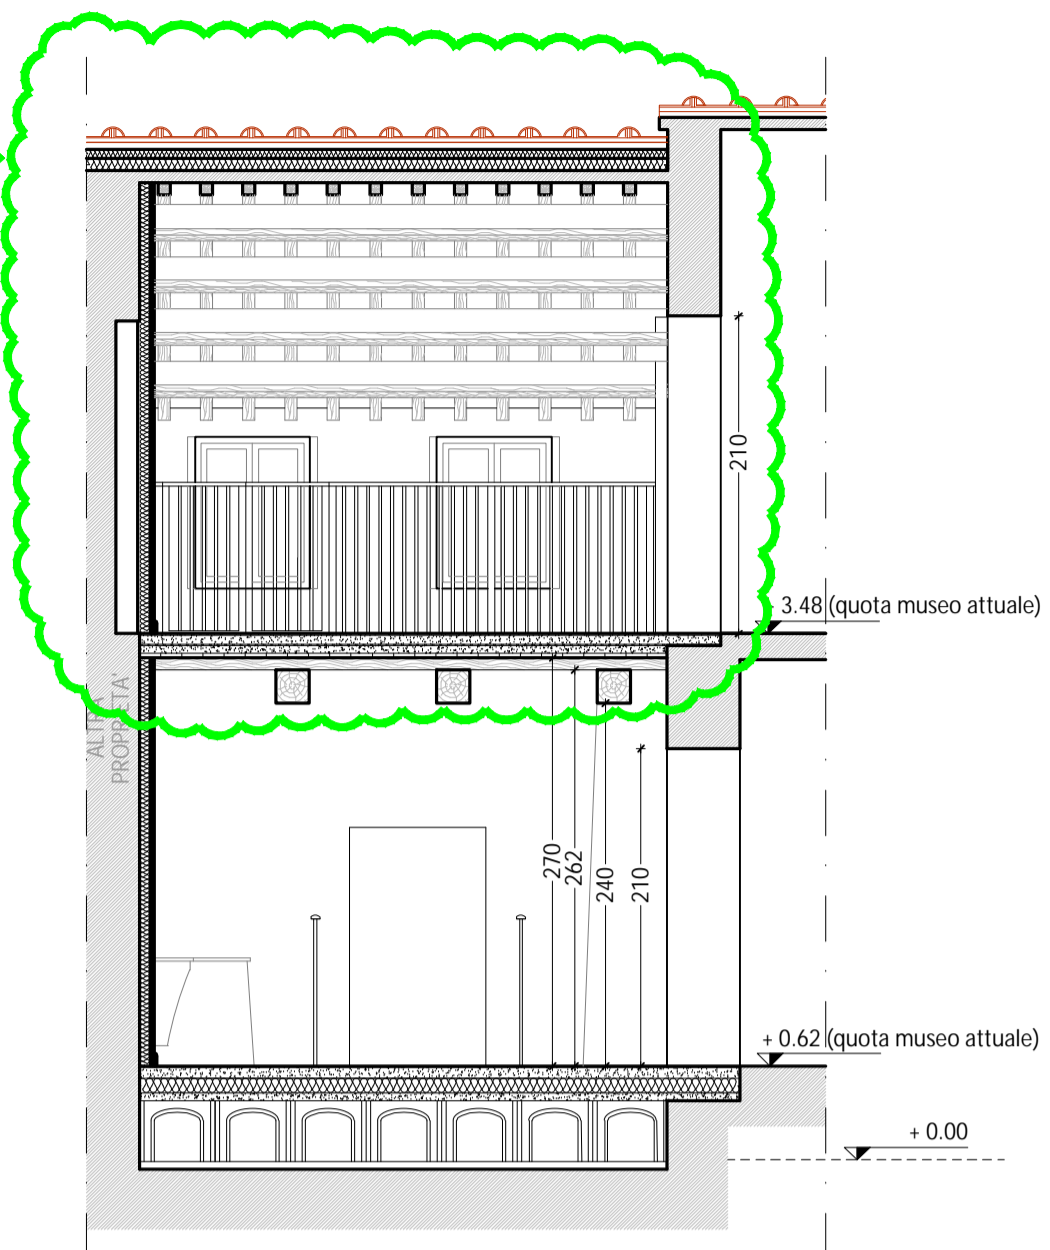 210
3.48 (quota museo attuale)
ALTRA
PROPRIETA'
270
262
240
210
+ 0.62 (quota museo attuale)
+ 0.00